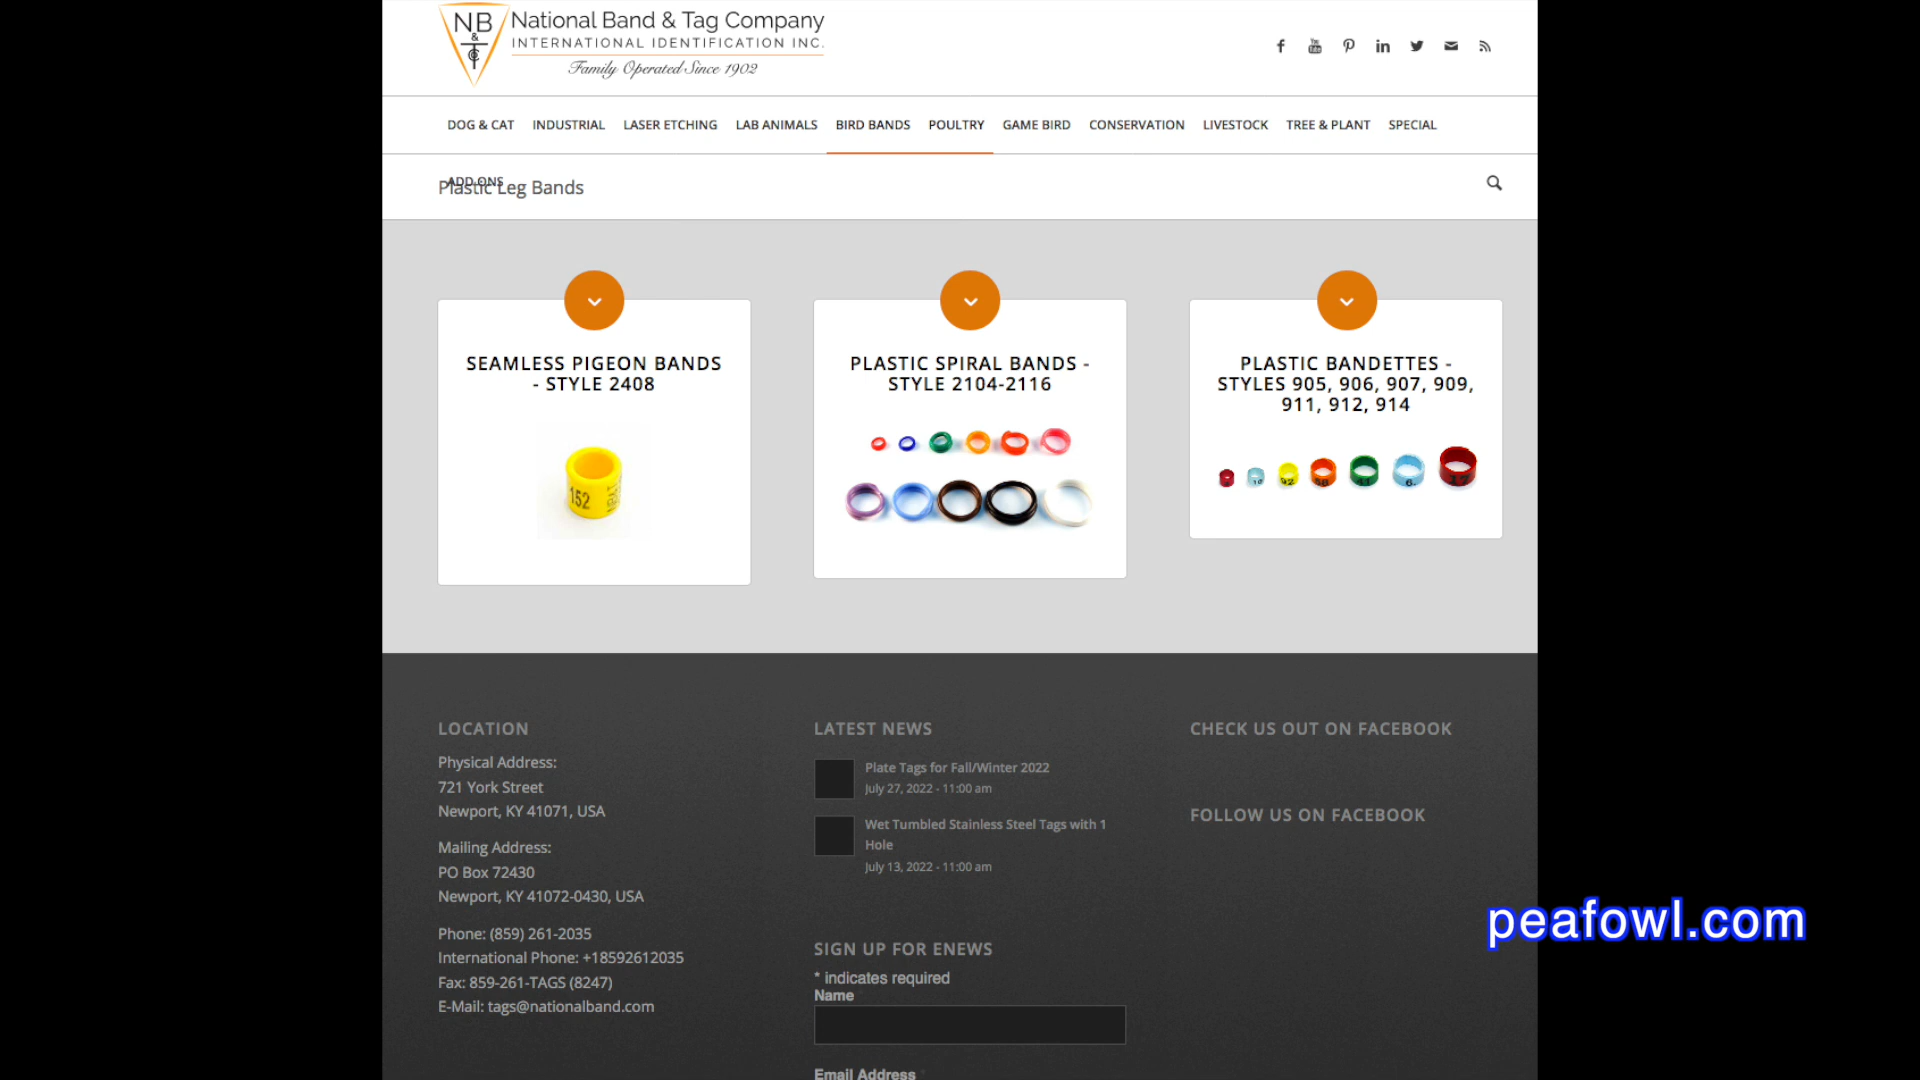 NB
&
TC
National Band & Tag Company
INTERNATIONAL IDENTIFICATION INC.
Family Operated Since 1902
DOG & CAT INDUSTRIAL LASER ETCHING LAB ANIMALS BIRD BANDS POULTRY GAME BIRD CONSERVATION LIVESTOCK TREE & PLANT SPECIAL
ADD ONS
Plastic Leg Bands
SEAMLESS PIGEON BANDS
- STYLE 2408
152
PLASTIC SPIRAL BANDS -
STYLE 2104-2116
PLASTIC BANDETTES -
STYLES 905, 906, 907, 909,
911, 912, 914
LOCATION
Physical Address:
721 York Street
Newport, KY 41071, USA
Mailing Address:
PO Box 72430
Newport, KY 41072-0430, USA
Phone: (859) 261-2035
International Phone: +18592612035
Fax: 859-261-TAGS (8247)
E-Mail: tags@nationalband.com
LATEST NEWS
Plate Tags for Fall/Winter 2022
July 27, 2022 - 11:00 am
Wet Tumbled Stainless Steel Tags with 1
Hole
July 13, 2022 - 11:00 am
SIGN UP FOR ENEWS
* indicates required
Name
Email Address
CHECK US OUT ON FACEBOOK
FOLLOW US ON FACEBOOK
peafowl.com